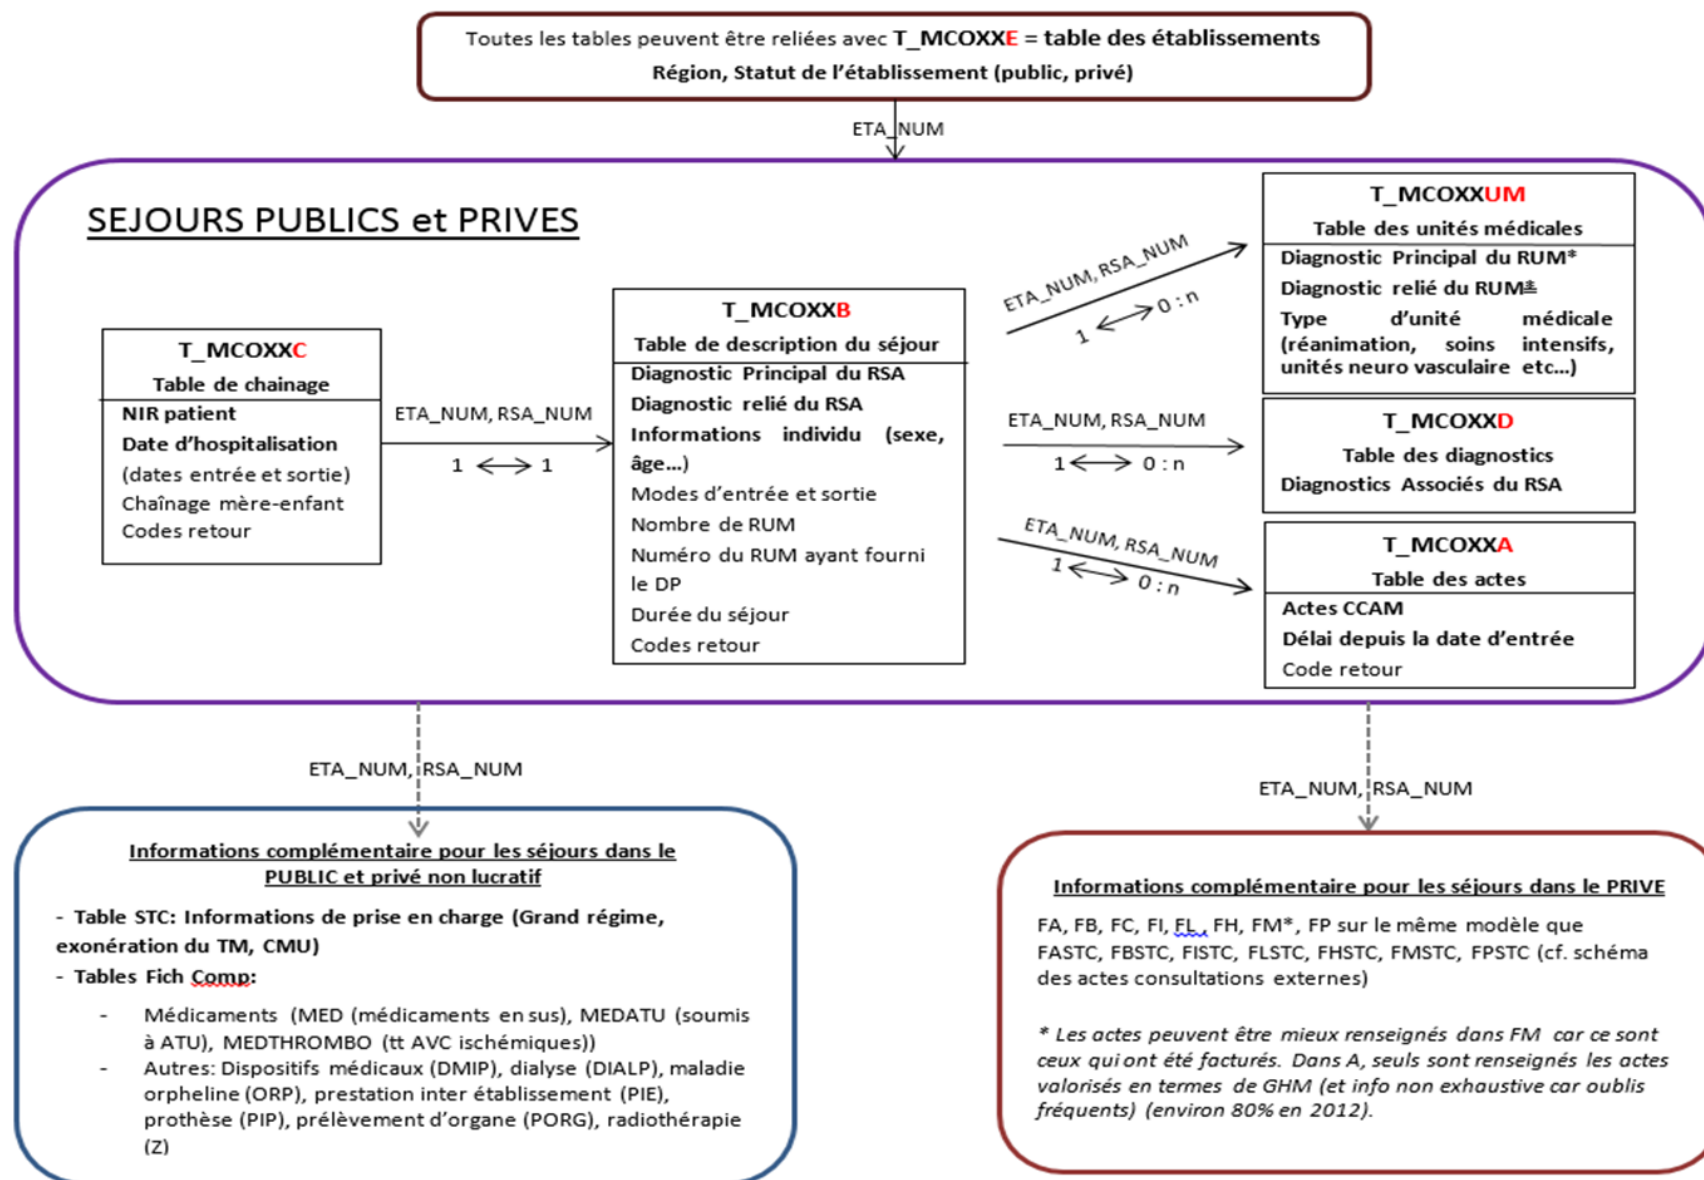 Toutes les tables peuvent être reliées avec T_MCOXXE = table des établissements
Région, Statut de l'établissement (public, privé)
ETA_NUM
SEJOURS PUBLICS et PRIVES
T_MCOXXC
Table de chainage
NIR patient
Date d'hospitalisation
(dates entrée et sortie)
Chaînage mère-enfant
Codes retour
ETA_NUM, RSA_NUM
1 ⟷ 1
T_MCOXXB
Table de description du séjour
Diagnostic Principal du RSA
Diagnostic relié du RSA
Informations individu (sexe,
âge...)
Modes d'entrée et sortie
Nombre de RUM
Numéro du RUM ayant fourni
le DP
Durée du séjour
Codes retour
ETA_NUM, RSA_NUM
1 ⟷ 0 : n
T_MCOXXUM
Table des unités médicales
Diagnostic Principal du RUM*
Diagnostic relié du RUM*
Type d'unité médicale
(réanimation, soins intensifs,
unités neuro vasculaire etc...)
ETA_NUM, RSA_NUM
1 ⟷ 0 : n
T_MCOXXD
Table des diagnostics
Diagnostics Associés du RSA
ETA_NUM, RSA_NUM
1 ⟷ 0 : n
T_MCOXXA
Table des actes
Actes CCAM
Délai depuis la date d'entrée
Code retour
ETA_NUM, RSA_NUM
Informations complémentaire pour les séjours dans le
PUBLIC et privé non lucratif
- Table STC: Informations de prise en charge (Grand régime,
exonération du TM, CMU)
- Tables Fich Comp:
- Médicaments (MED (médicaments en sus), MEDATU (soumis
à ATU), MEDTHROMBO (tt AVC ischémiques))
- Autres: Dispositifs médicaux (DMIP), dialyse (DIALP), maladie
orpheline (ORP), prestation inter établissement (PIE),
prothèse (PIP), prélèvement d'organe (PORG), radiothérapie
(Z)
ETA_NUM, RSA_NUM
Informations complémentaire pour les séjours dans le PRIVE
FA, FB, FC, FI, FL , FH, FM*, FP sur le même modèle que
FASTC, FBSTC, FISTC, FLSTC, FHSTC, FMSTC, FPSTC (cf. schéma
des actes consultations externes)
* Les actes peuvent être mieux renseignés dans FM car ce sont
ceux qui ont été facturés. Dans A, seuls sont renseignés les actes
valorisés en termes de GHM (et info non exhaustive car oublis
fréquents) (environ 80% en 2012).